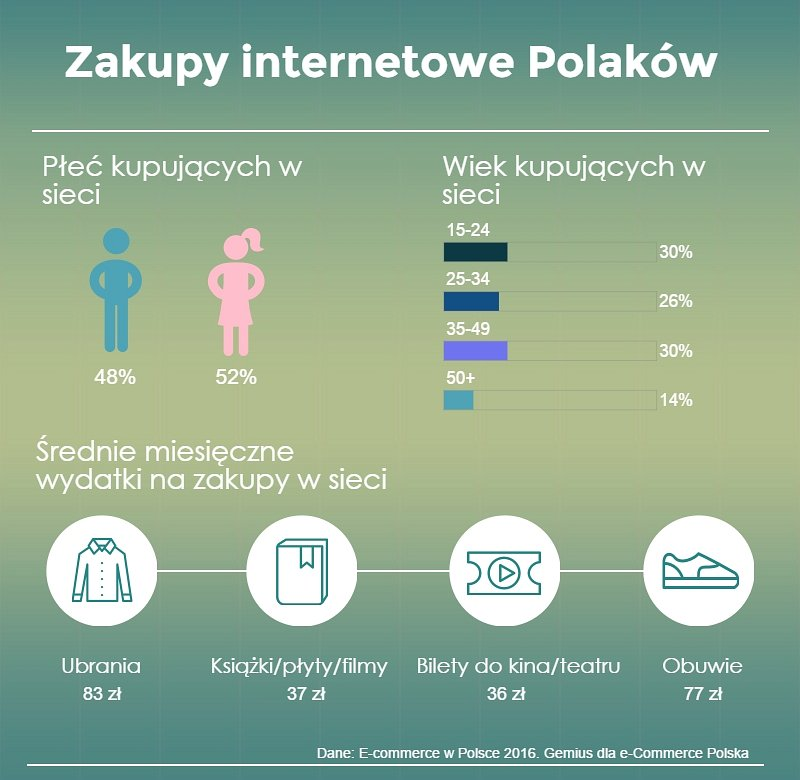 Zakupy internetowe Polaków
Płeć kupujących w
sieci
48%
52%
Wiek kupujących w
sieci
15-24
30%
25-34
26%
35-49
30%
50+
14%
Średnie miesięczne
wydatki na zakupy w sieci
Ubrania
83 zł
Książki/płyty/filmy
37 zł
Bilety do kina/teatru
36 zł
Obuwie
77 zł
Dane: E-commerce w Polsce 2016. Gemius dla e-Commerce Polska